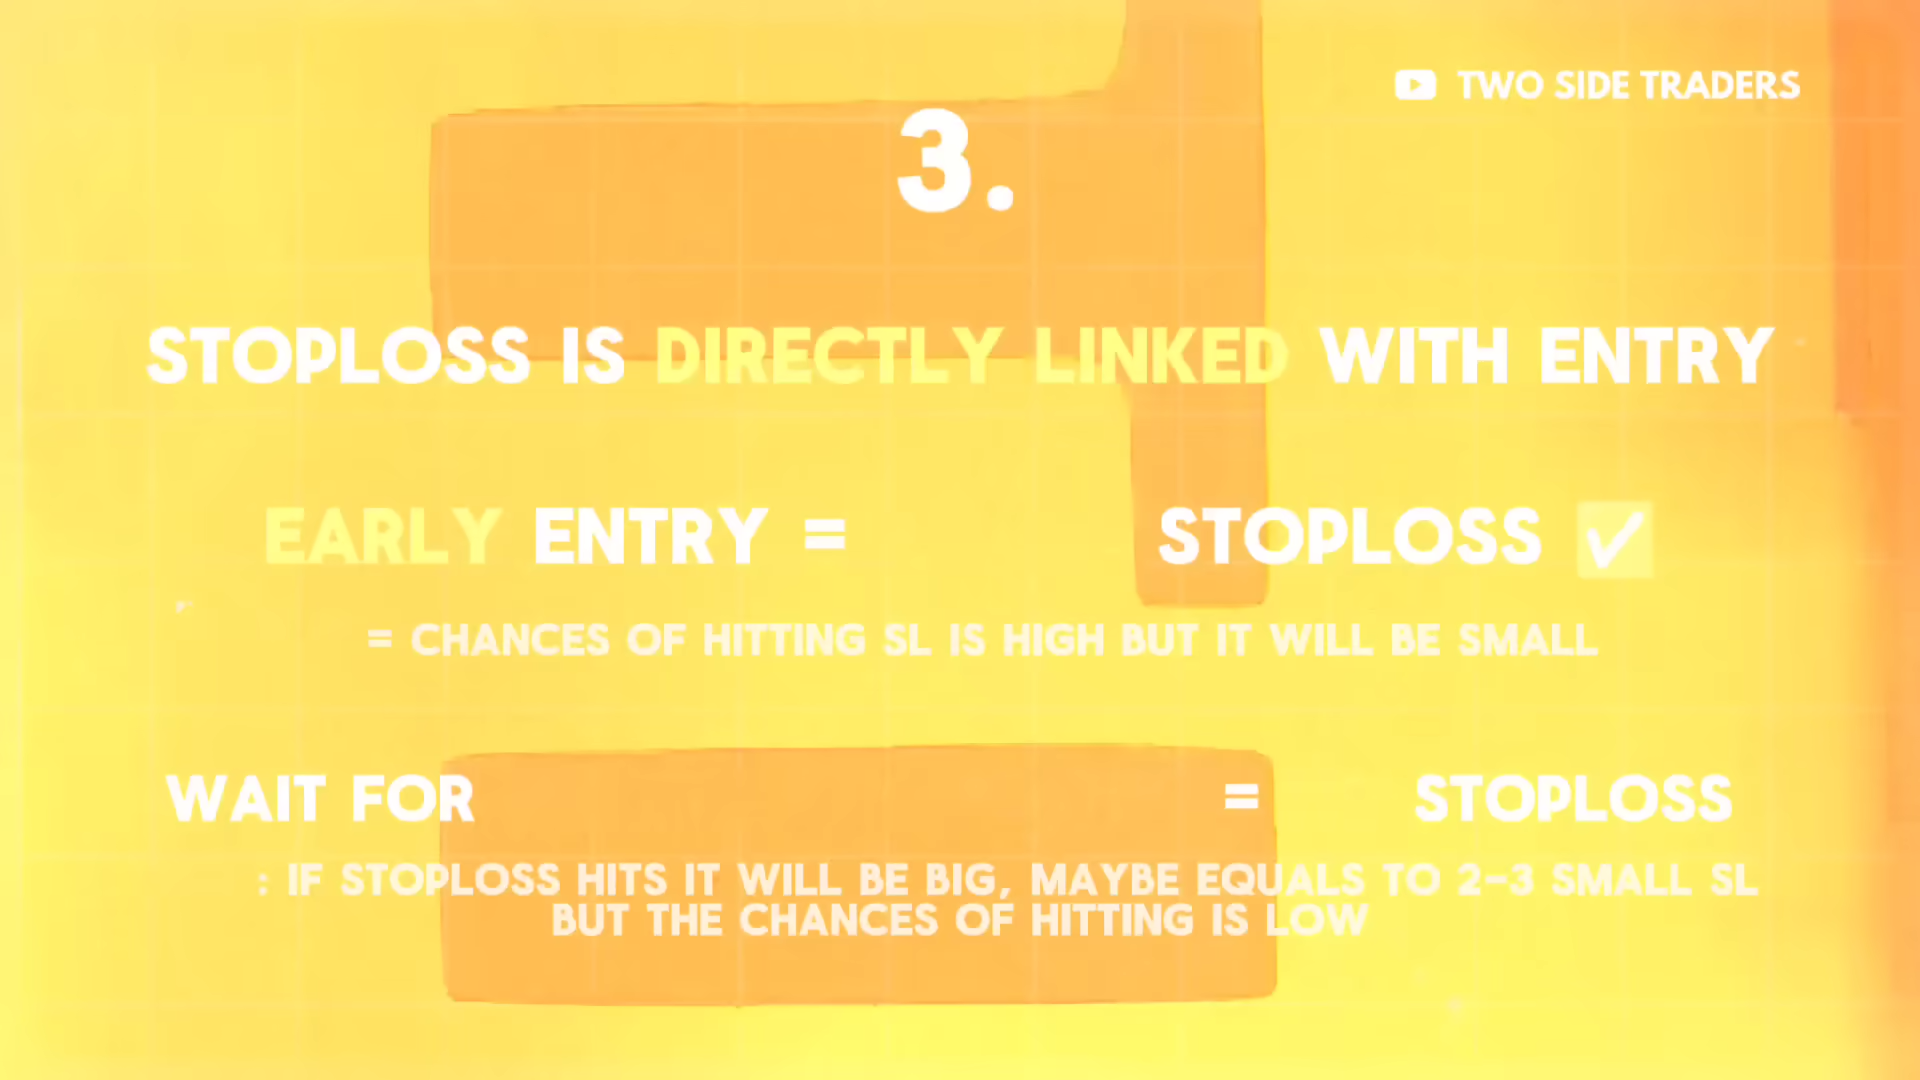 TWO SIDE TRADERS
3.
STOPLOSS IS DIRECTLY LINKED WITH ENTRY
EARLY ENTRY = STOPLOSS ✅
= CHANCES OF HITTING SL IS HIGH BUT IT WILL BE SMALL
WAIT FOR = STOPLOSS
: IF STOPLOSS HITS IT WILL BE BIG, MAYBE EQUALS TO 2-3 SMALL SL
BUT THE CHANCES OF HITTING IS LOW